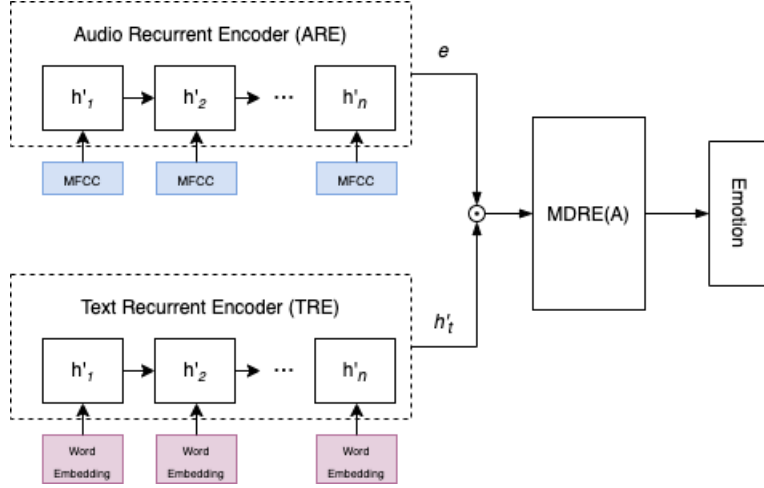 Audio Recurrent Encoder (ARE)
h'1
h'2
...
h'n
MFCC
MFCC
MFCC
e
MDRE(A)
Emotion
Text Recurrent Encoder (TRE)
h't
h'1
h'2
...
h'n
Word
Embedding
Word
Embedding
Word
Embedding